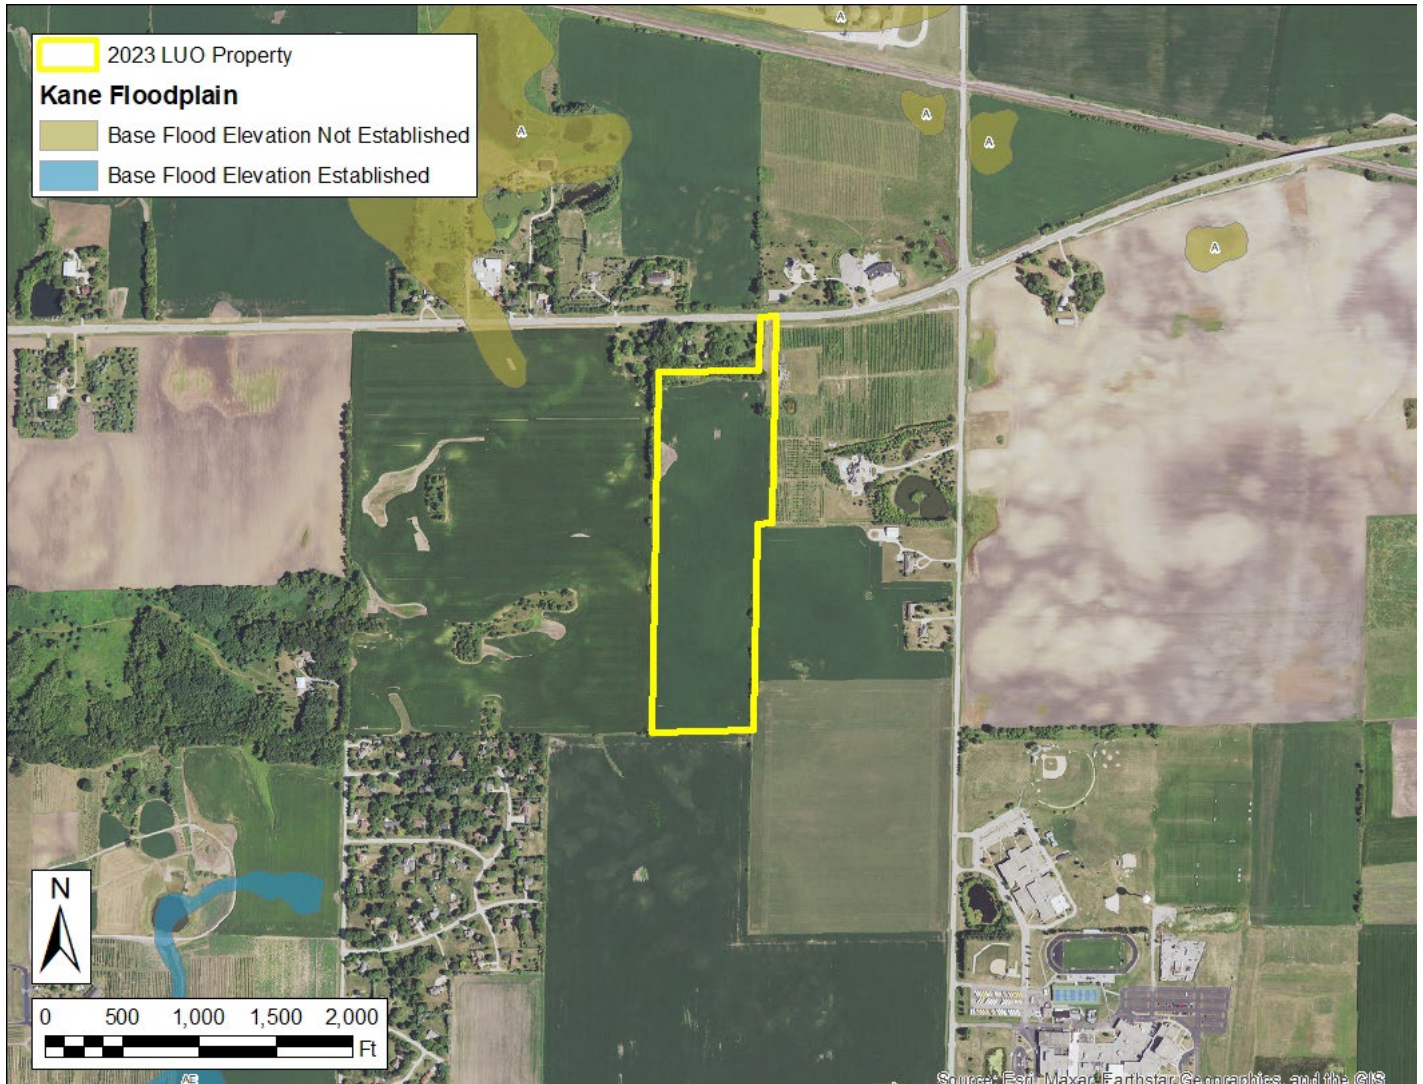 A
2023 LUO Property
Kane Floodplain
Base Flood Elevation Not Established
Base Flood Elevation Established
A
A
A
A
N
0 500 1,000 1,500 2,000
Ft
AE
Source: Esri, Maxar, Earthstar Geographics, and the GIS